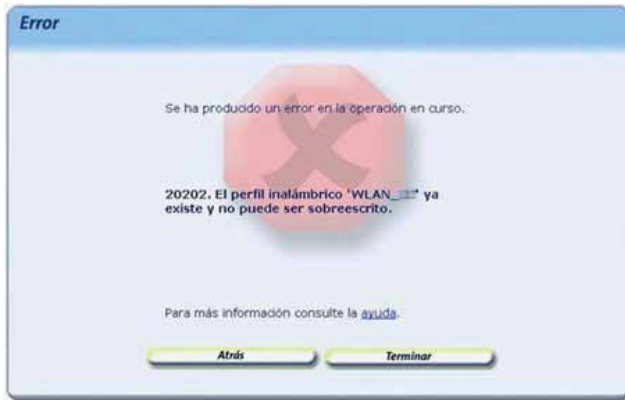 Error
Se ha producido un error en la operación en curso.
20202. El perfil inalámbrico 'WLAN_ ' ya
existe y no puede ser sobreescrito.
Para más información consulte la ayuda.
Atrás
Terminar